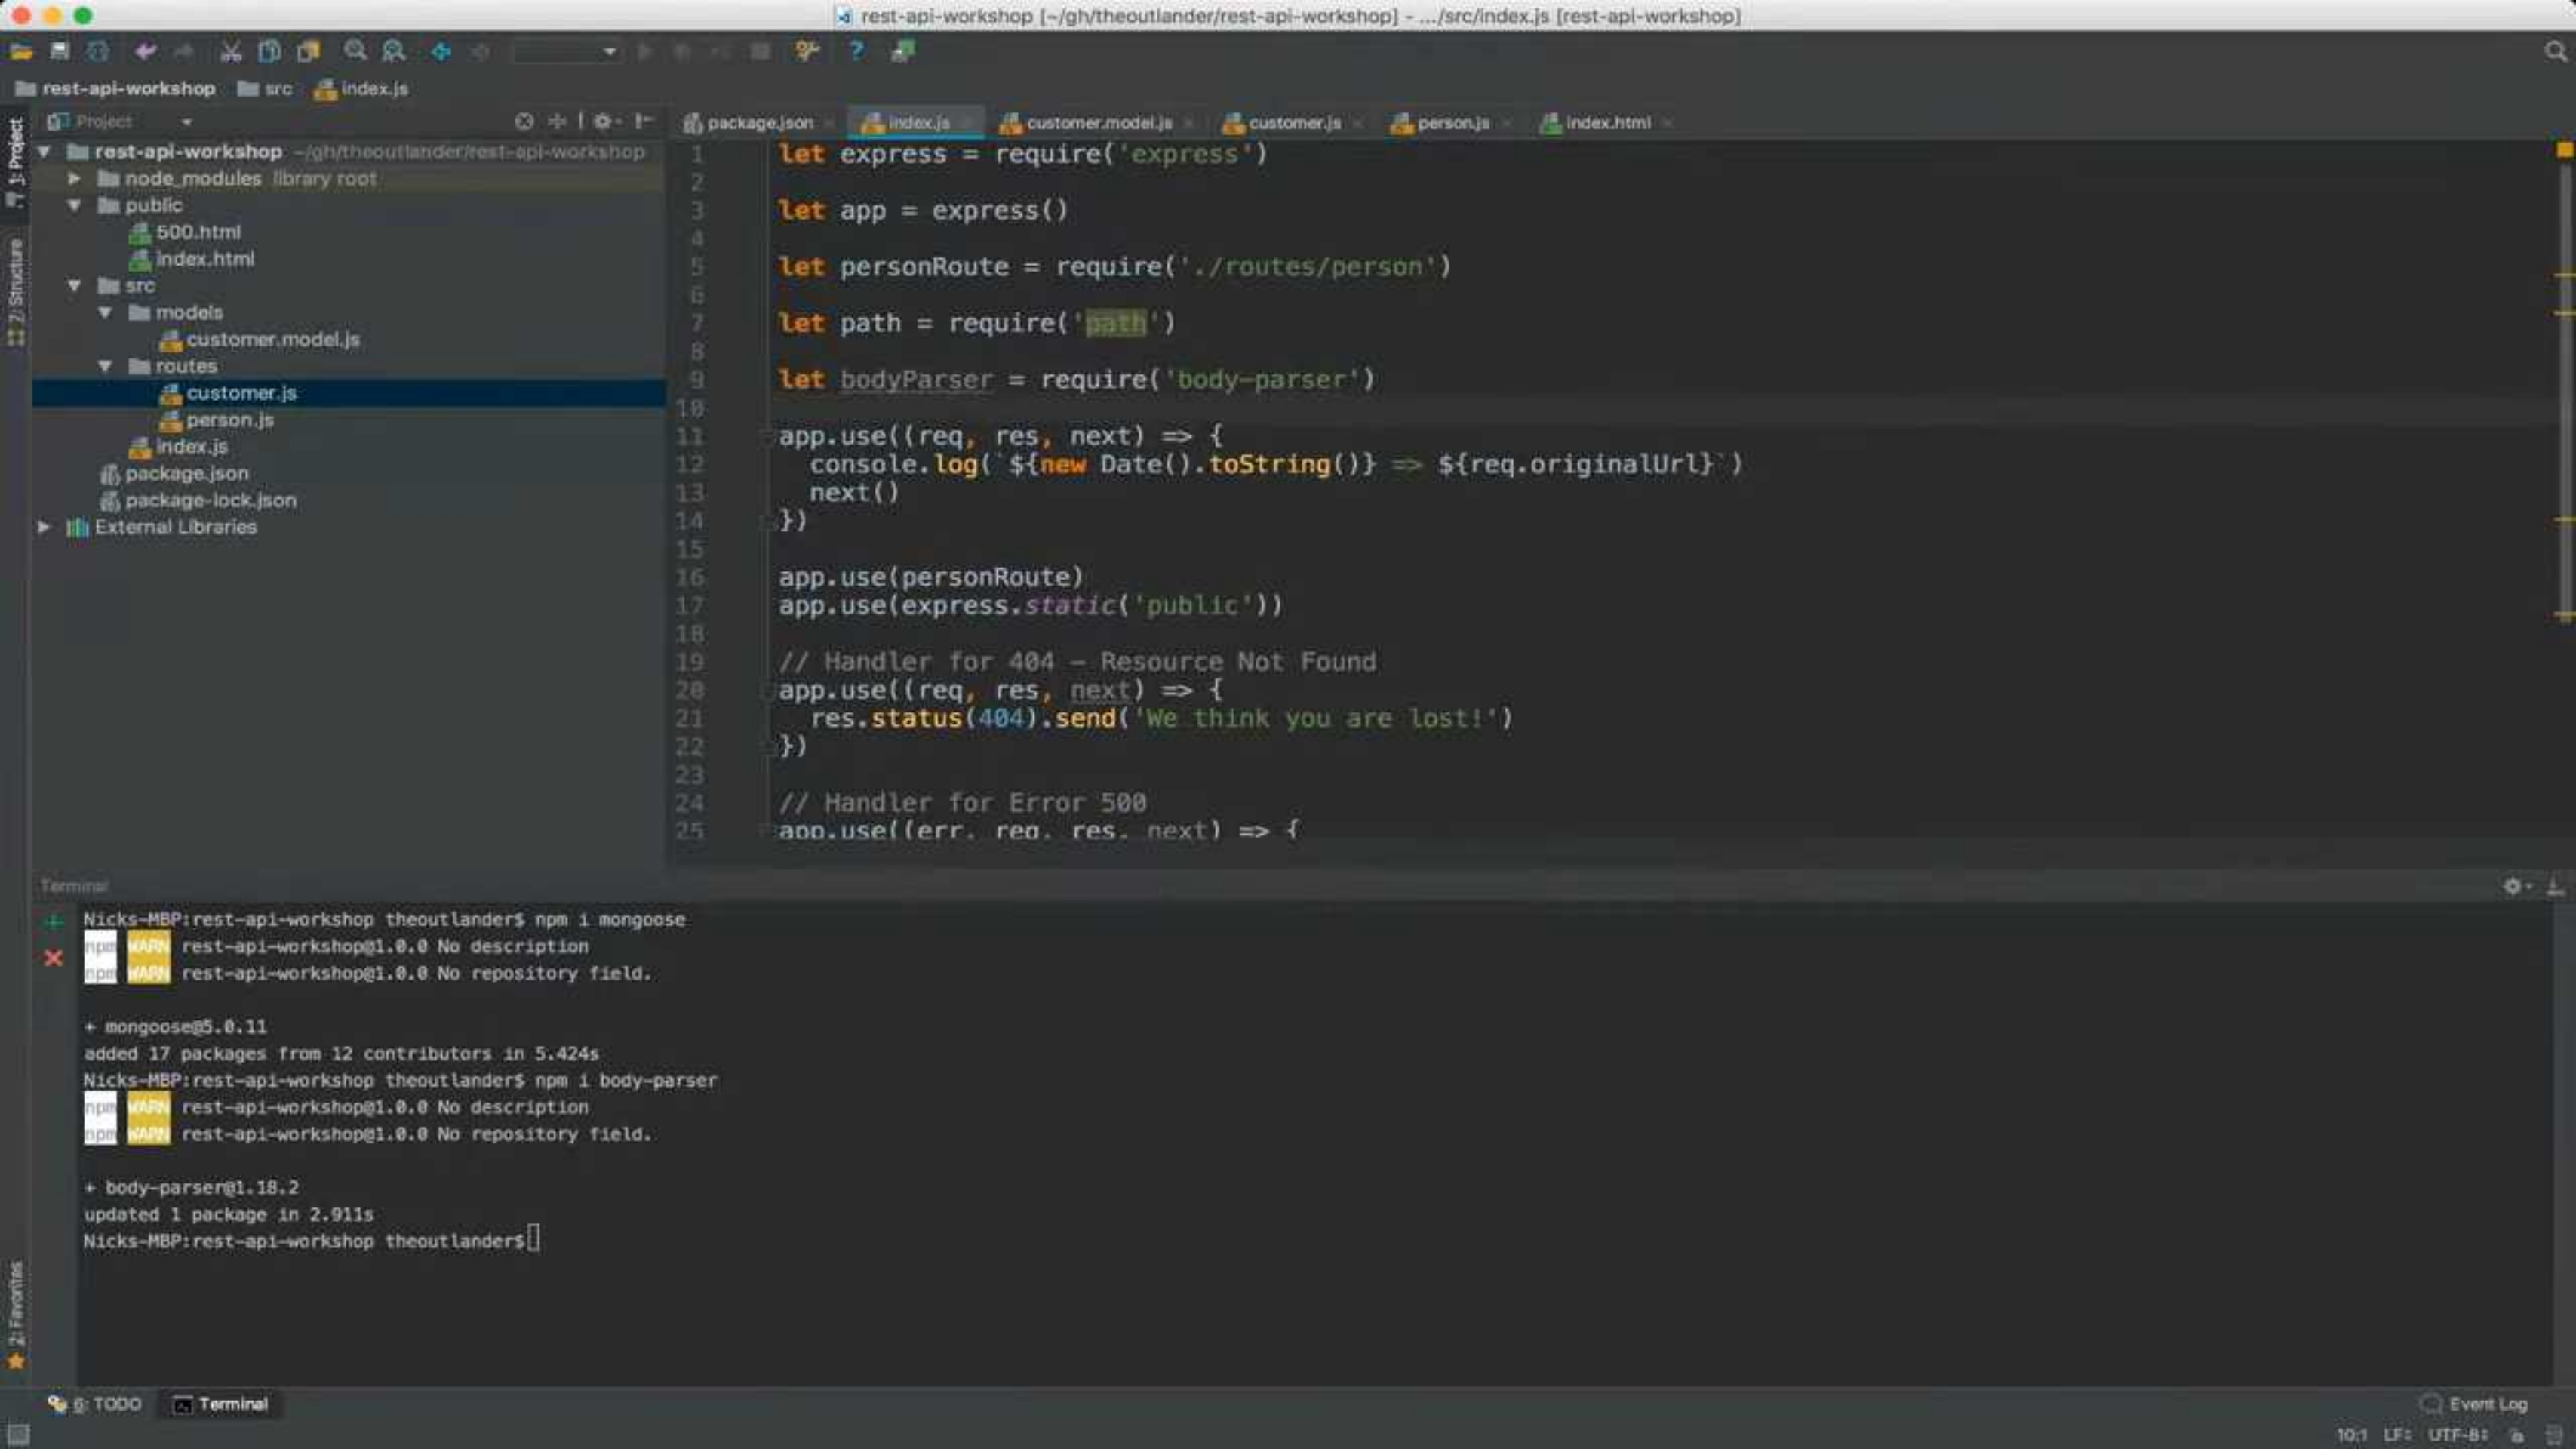 rest-api-workshop [~/gh/theoutlander/rest-api-workshop] - .../src/index.js [rest-api-workshop]
rest-api-workshop src index.js
Project
package.json index.js customer.model.js customer.js person.js index.html
1: Project
2: Structure
2: Favorites
rest-api-workshop ~/gh/theoutlander/rest-api-workshop
node_modules library root
public
500.html
index.html
src
models
customer.model.js
routes
customer.js
person.js
index.js
package.json
package-lock.json
External Libraries
1 let express = require('express')
2
3 let app = express()
4
5 let personRoute = require('./routes/person')
6
7 let path = require('path')
8
9 let bodyParser = require('body-parser')
10
11 app.use((req, res, next) => {
12 console.log(`${new Date().toString()} => ${req.originalUrl}`)
13 next()
14 })
15
16 app.use(personRoute)
17 app.use(express.static('public'))
18
19 // Handler for 404 - Resource Not Found
20 app.use((req, res, next) => {
21 res.status(404).send('We think you are lost!')
22 })
23
24 // Handler for Error 500
25 app.use((err, req, res, next) => {
Terminal
Nicks-MBP:rest-api-workshop theoutlander$ npm i mongoose
npm WARN rest-api-workshop@1.0.0 No description
npm WARN rest-api-workshop@1.0.0 No repository field.
+ mongoose@5.0.11
added 17 packages from 12 contributors in 5.424s
Nicks-MBP:rest-api-workshop theoutlander$ npm i body-parser
npm WARN rest-api-workshop@1.0.0 No description
npm WARN rest-api-workshop@1.0.0 No repository field.
+ body-parser@1.18.2
updated 1 package in 2.911s
Nicks-MBP:rest-api-workshop theoutlander$
6: TODO Terminal Event Log
10:1 LF UTF-8